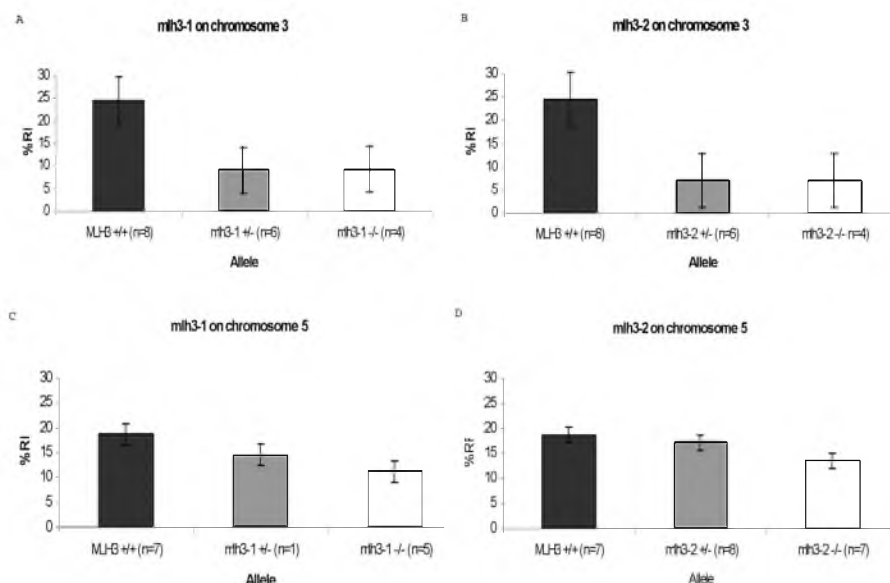 A
mlh3-1 on chromosome 3
30
25
20
15
10
5
0
% RI
MLH3 +/+ (n=8) mlh3-1 +/- (n=6) mlh3-1 -/- (n=4)
Allele
B
mlh3-2 on chromosome 3
30
25
20
15
10
5
0
% RI
MLH3 +/+ (n=8) mlh3-2 +/- (n=6) mlh3-2 -/- (n=4)
Allele
C
mlh3-1 on chromosome 5
30
25
20
15
10
5
0
% RI
MLH3 +/+ (n=7) mlh3-1 +/- (n=1) mlh3-1 -/- (n=5)
Allele
D
mlh3-2 on chromosome 5
30
25
20
15
10
5
0
% RF
MLH3 +/+ (n=7) mlh3-2 +/- (n=8) mlh3-2 -/- (n=7)
Allele